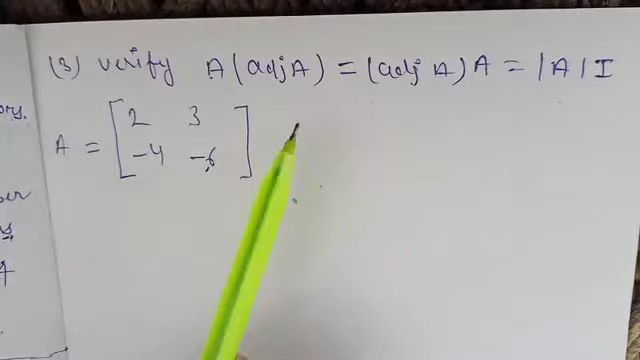 (3) verify A(adjA) = (adj A)A = |A|I
A = [2 3
-4 -6]